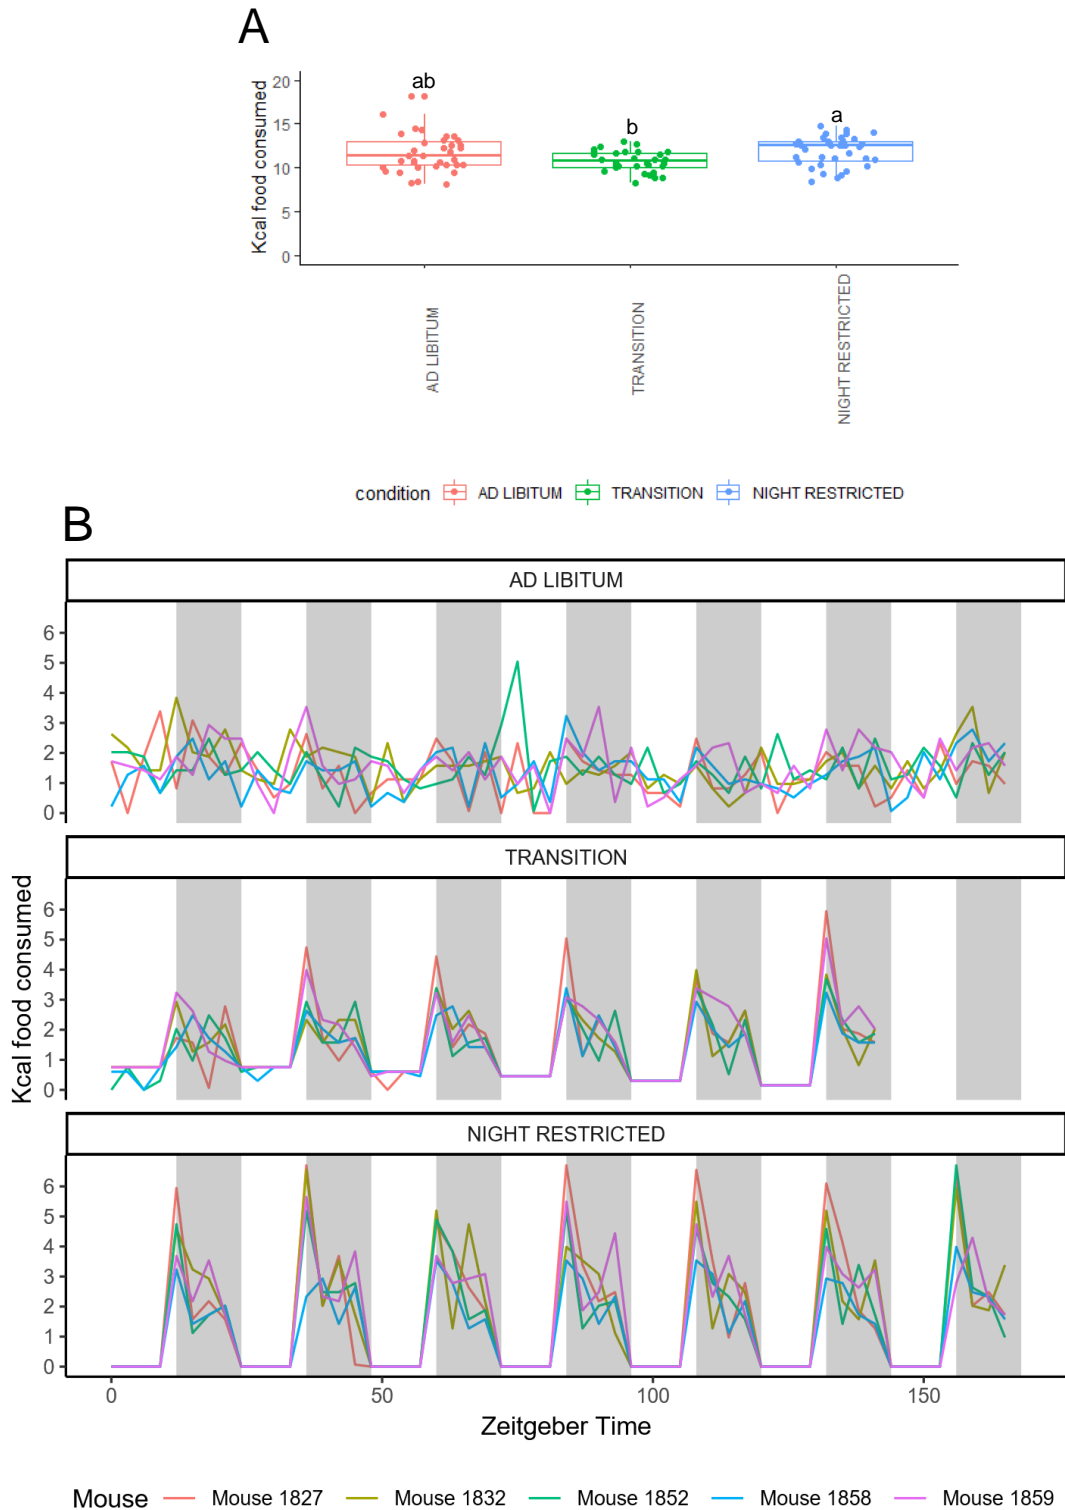 A
Kcal food consumed
20
15
10
5
0
ab
b
a
AD LIBITUM
TRANSITION
NIGHT RESTRICTED
condition AD LIBITUM TRANSITION NIGHT RESTRICTED
B
AD LIBITUM
6
5
4
3
2
1
0
TRANSITION
Kcal food consumed
6
5
4
3
2
1
0
NIGHT RESTRICTED
6
5
4
3
2
1
0
0 50 100 150
Zeitgeber Time
Mouse Mouse 1827 Mouse 1832 Mouse 1852 Mouse 1858 Mouse 1859